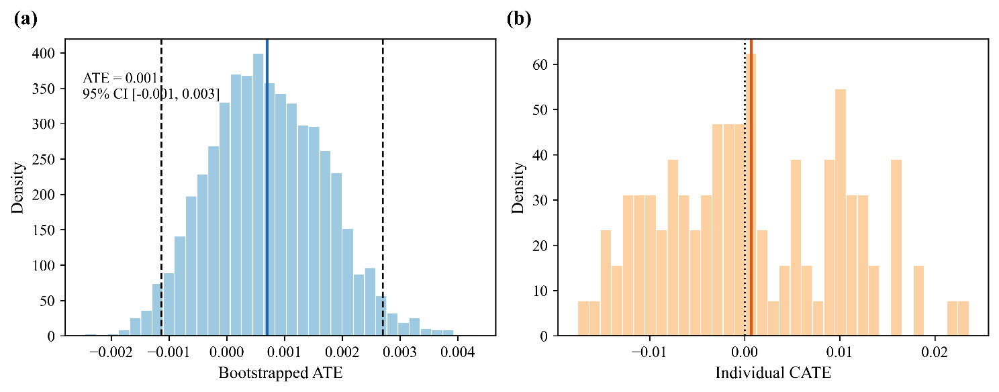 (a)
(b)
400
350
300
250
200
150
100
50
0
Density
ATE = 0.001
95% CI [-0.001, 0.003]
−0.002 −0.001 0.000 0.001 0.002 0.003 0.004
Bootstrapped ATE
60
50
40
30
20
10
0
Density
−0.01 0.00 0.01 0.02
Individual CATE